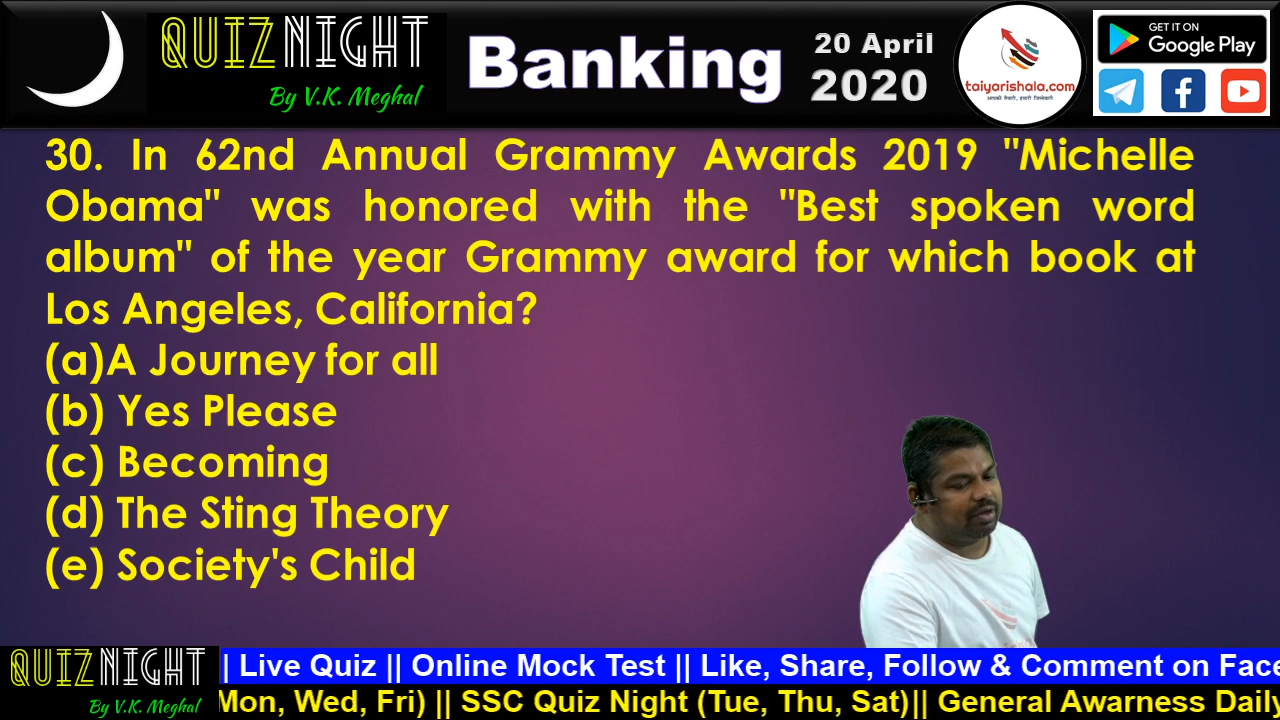 QUIZ NIGHT
By V.K. Meghal
Banking
20 April
2020
taiyarishala.com
आपकी तैयारी, हमारी जिम्मेदारी
GET IT ON
Google Play
30. In 62nd Annual Grammy Awards 2019 "Michelle
Obama" was honored with the "Best spoken word
album" of the year Grammy award for which book at
Los Angeles, California?
(a)A Journey for all
(b) Yes Please
(c) Becoming
(d) The Sting Theory
(e) Society's Child
QUIZ NIGHT
By V.K. Meghal
| Live Quiz || Online Mock Test || Like, Share, Follow & Comment on Face
Mon, Wed, Fri) || SSC Quiz Night (Tue, Thu, Sat)|| General Awarness Daily